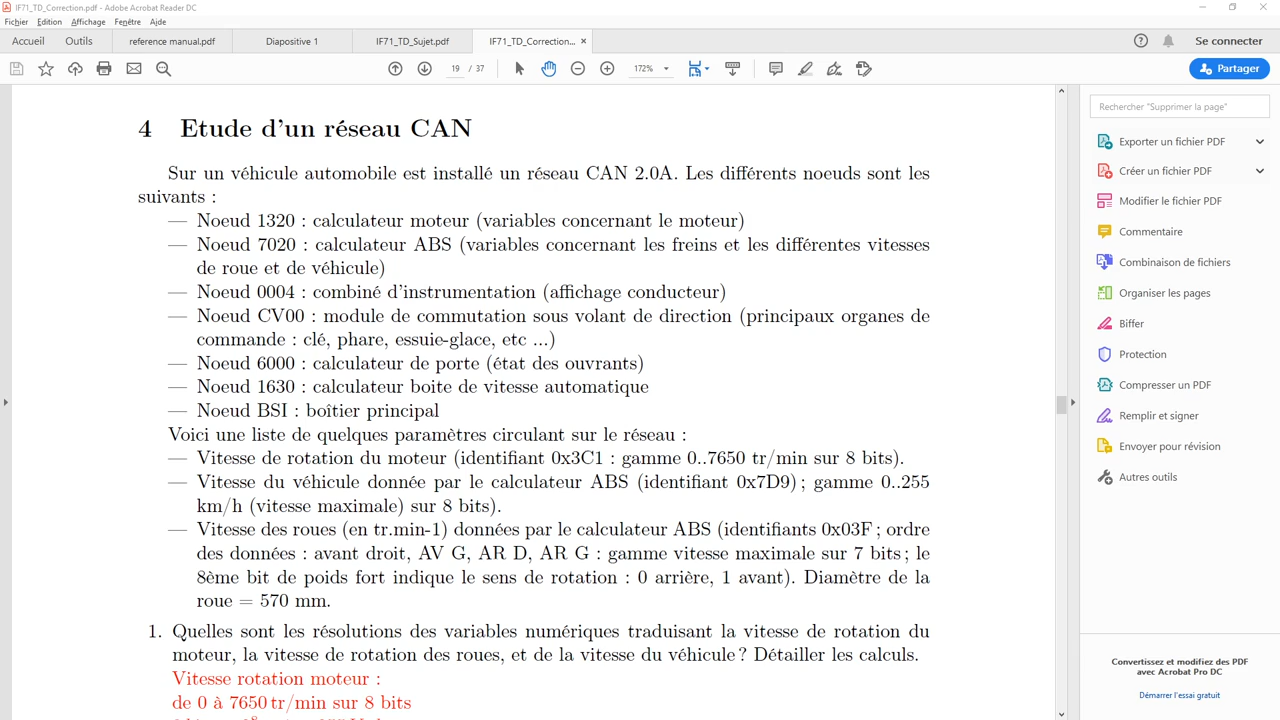 IF71_TD_Correction.pdf - Adobe Acrobat Reader DC
Fichier Edition Affichage Fenêtre Aide
Accueil Outils reference manual.pdf Diapositive 1 IF71_TD_Sujet.pdf IF71_TD_Correction... × Se connecter
19 / 37 172% Partager
4 Etude d'un réseau CAN
Sur un véhicule automobile est installé un réseau CAN 2.0A. Les différents noeuds sont les
suivants :
— Noeud 1320 : calculateur moteur (variables concernant le moteur)
— Noeud 7020 : calculateur ABS (variables concernant les freins et les différentes vitesses
de roue et de véhicule)
— Noeud 0004 : combiné d'instrumentation (affichage conducteur)
— Noeud CV00 : module de commutation sous volant de direction (principaux organes de
commande : clé, phare, essuie-glace, etc ...)
— Noeud 6000 : calculateur de porte (état des ouvrants)
— Noeud 1630 : calculateur boite de vitesse automatique
— Noeud BSI : boîtier principal
Voici une liste de quelques paramètres circulant sur le réseau :
— Vitesse de rotation du moteur (identifiant 0x3C1 : gamme 0..7650 tr/min sur 8 bits).
— Vitesse du véhicule donnée par le calculateur ABS (identifiant 0x7D9) ; gamme 0..255
km/h (vitesse maximale) sur 8 bits).
— Vitesse des roues (en tr.min-1) données par le calculateur ABS (identifiants 0x03F ; ordre
des données : avant droit, AV G, AR D, AR G : gamme vitesse maximale sur 7 bits ; le
8ème bit de poids fort indique le sens de rotation : 0 arrière, 1 avant). Diamètre de la
roue = 570 mm.
1. Quelles sont les résolutions des variables numériques traduisant la vitesse de rotation du
moteur, la vitesse de rotation des roues, et de la vitesse du véhicule ? Détailler les calculs.
Vitesse rotation moteur :
de 0 à 7650 tr/min sur 8 bits
Rechercher "Supprimer la page"
Exporter un fichier PDF
Créer un fichier PDF
Modifier le fichier PDF
Commentaire
Combinaison de fichiers
Organiser les pages
Biffer
Protection
Compresser un PDF
Remplir et signer
Envoyer pour révision
Autres outils
Convertissez et modifiez des PDF
avec Acrobat Pro DC
Démarrer l'essai gratuit